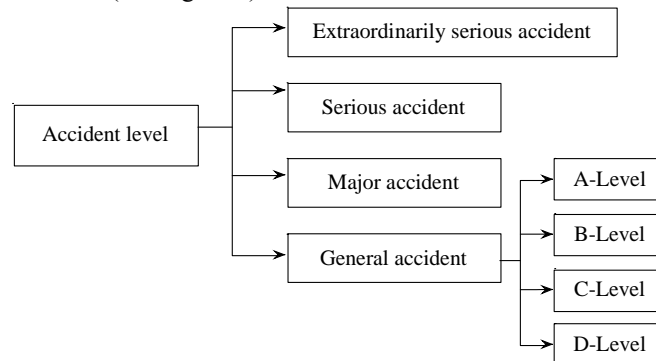 Extraordinarily serious accident
Accident level
Serious accident
Major accident
General accident
A-Level
B-Level
C-Level
D-Level